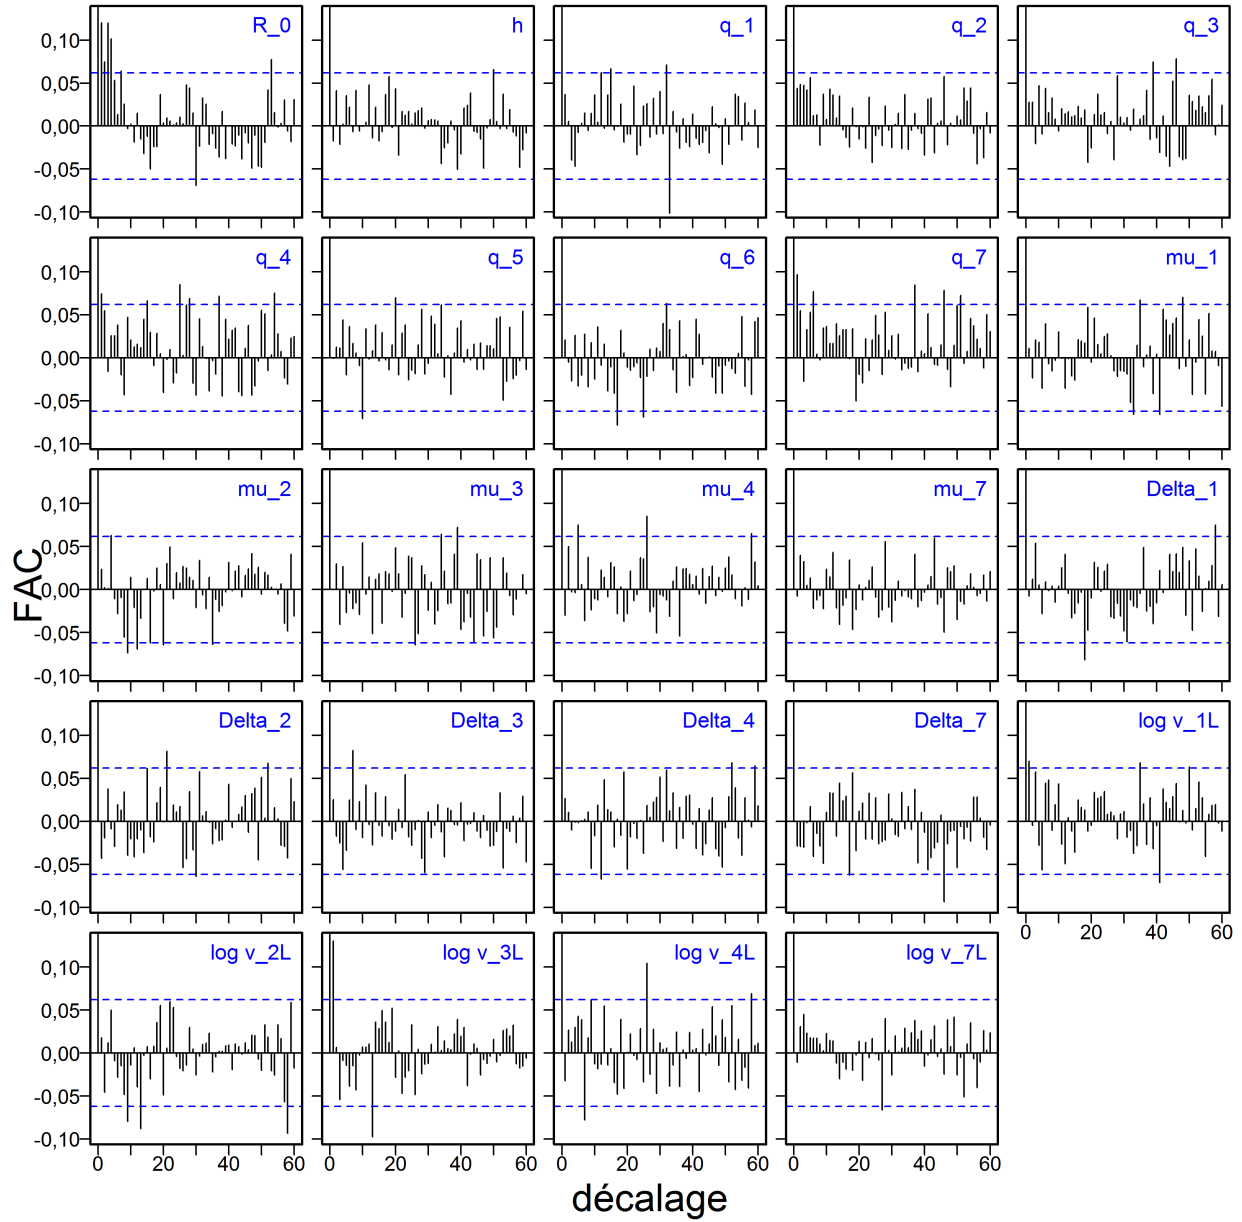 R_0 h q_1 q_2 q_3
0,10
0,05
0,00
-0,05
-0,10
q_4 q_5 q_6 q_7 mu_1
0,10
0,05
0,00
-0,05
-0,10
mu_2 mu_3 mu_4 mu_7 Delta_1
0,10
0,05
0,00
-0,05
-0,10
FAC
Delta_2 Delta_3 Delta_4 Delta_7 log v_1L
0,10
0,05
0,00
-0,05
-0,10
0 20 40 60
log v_2L log v_3L log v_4L log v_7L
0,10
0,05
0,00
-0,05
-0,10
0 20 40 60 0 20 40 60 0 20 40 60 0 20 40 60
décalage